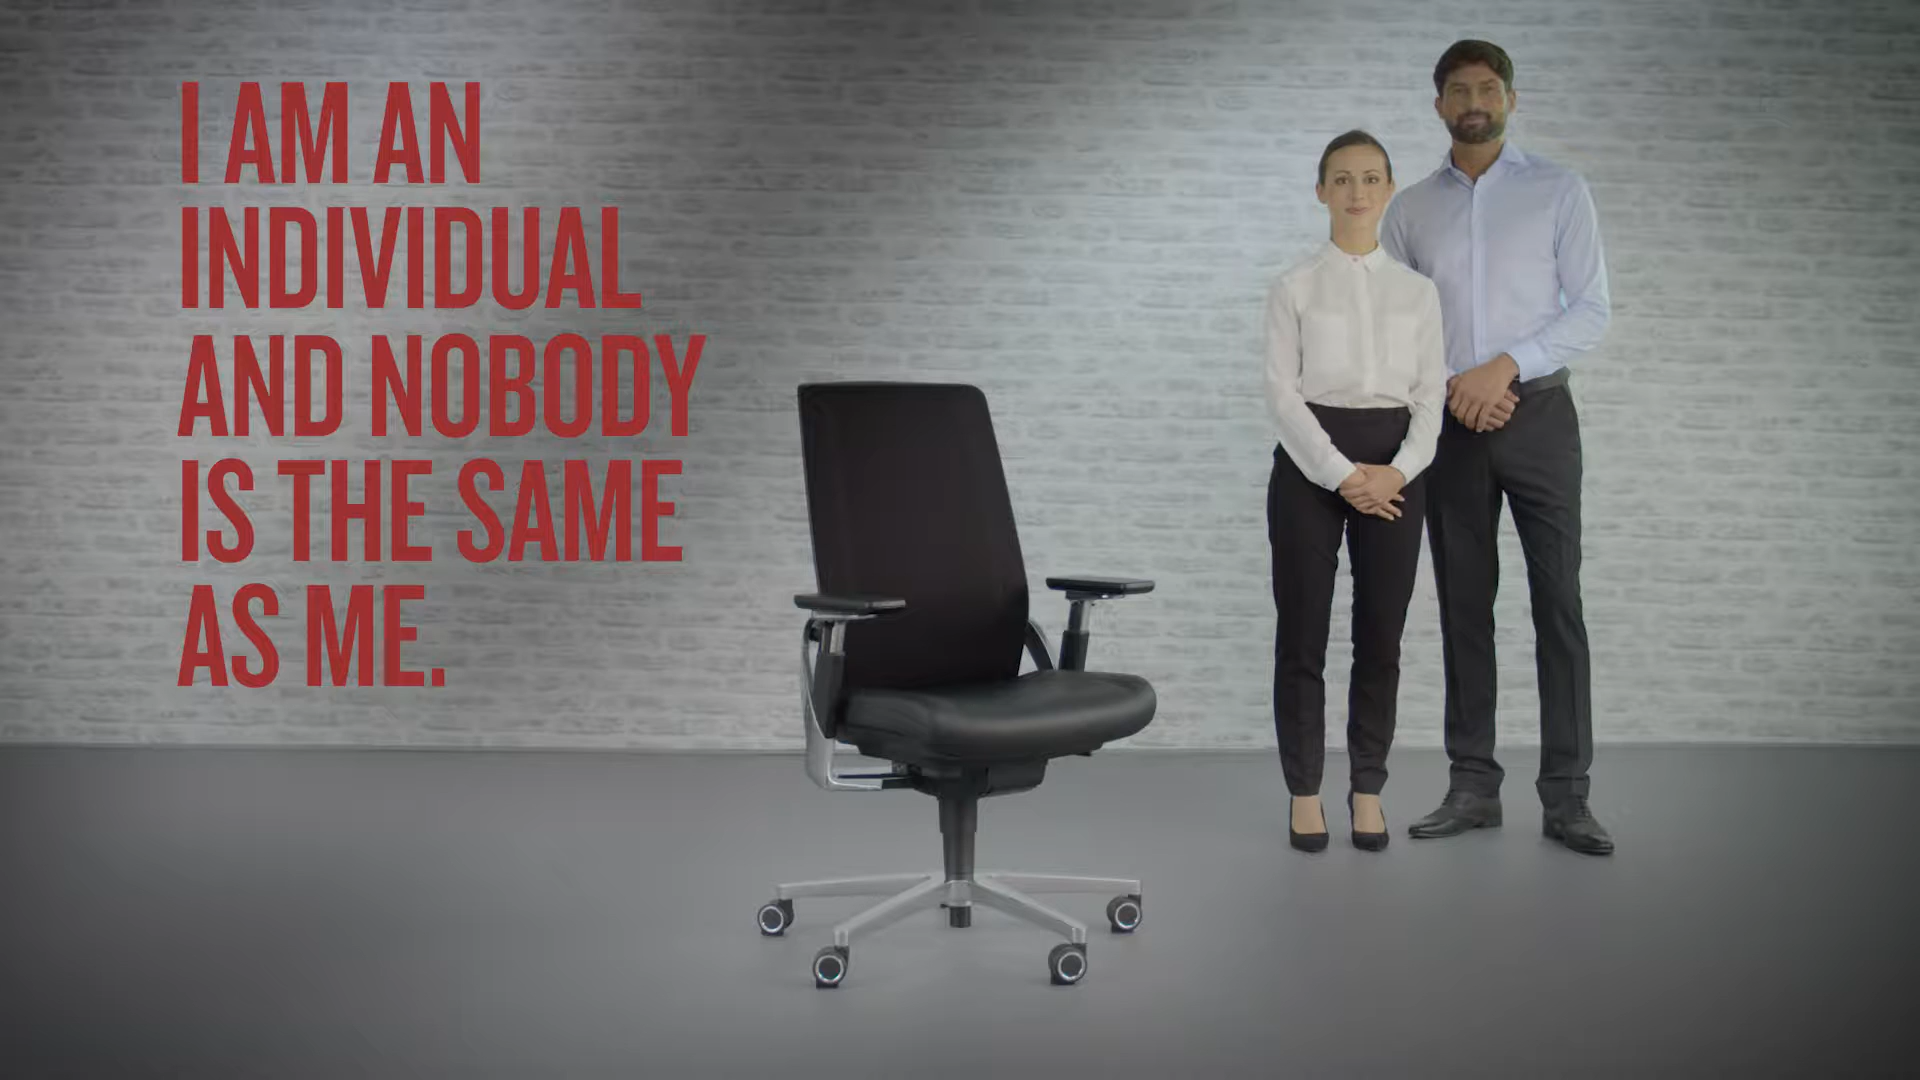 I AM AN
INDIVIDUAL
AND NOBODY
IS THE SAME
AS ME.